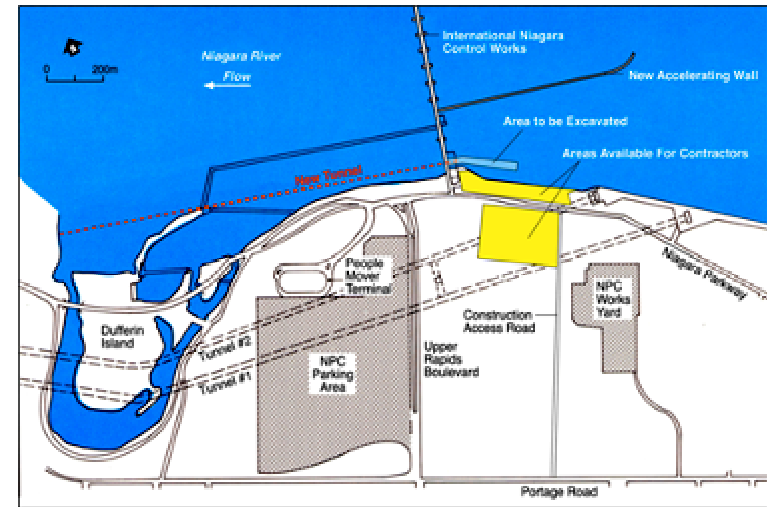 International Niagara
Control Works
Niagara River
Flow
0
200m
New Accelerating Wall
Area to be Excavated
Areas Available For Contractors
New Tunnel
People
Mover
Terminal
Niagara Parkway
NPC
Works
Yard
Dufferin
Island
Tunnel #2
Construction
Access Road
Upper
Rapids
Boulevard
NPC
Parking
Area
Tunnel #1
Portage Road